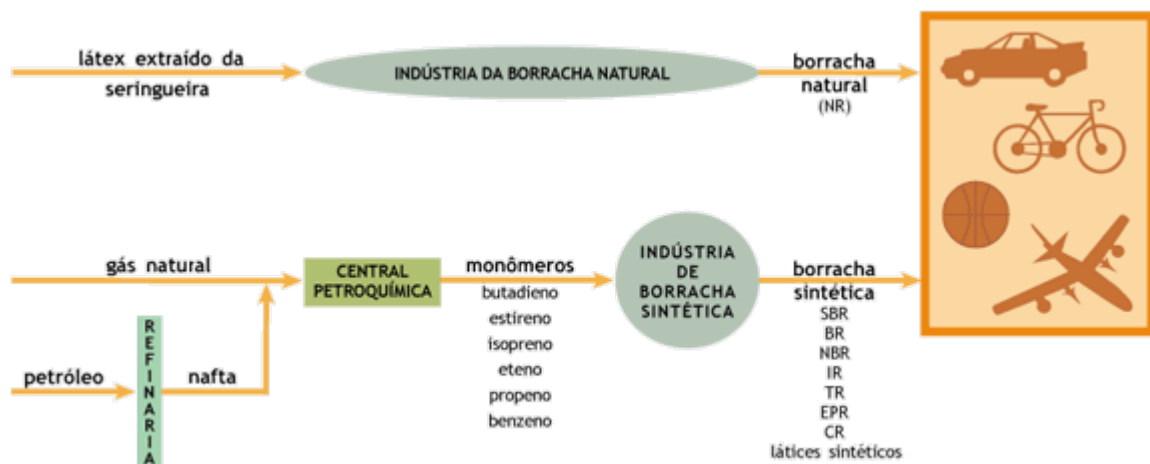 látex extraído da
seringueira
INDÚSTRIA DA BORRACHA NATURAL
borracha
natural
(NR)
gás natural
CENTRAL
PETROQUÍMICA
monômeros
butadieno
estireno
isopreno
eteno
propeno
benzeno
INDÚSTRIA
DE
BORRACHA
SINTÉTICA
borracha
sintética
SBR
BR
NBR
IR
TR
EPR
CR
látices sintéticos
petróleo
REFINARIA
nafta